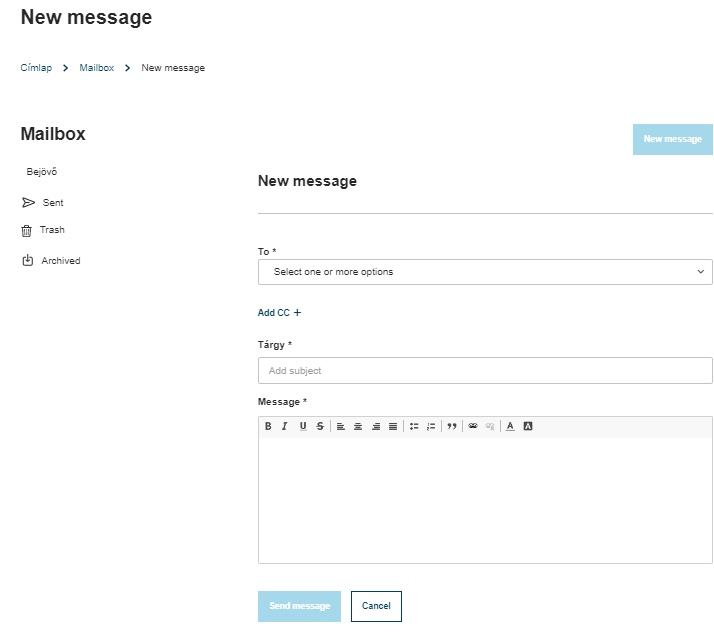 New message
Címlap > Mailbox > New message
Mailbox
New message
Bejövő
Sent
Trash
Archived
New message
To *
Select one or more options
Add CC +
Tárgy *
Add subject
Message *
B I U S
A A
Send message
Cancel